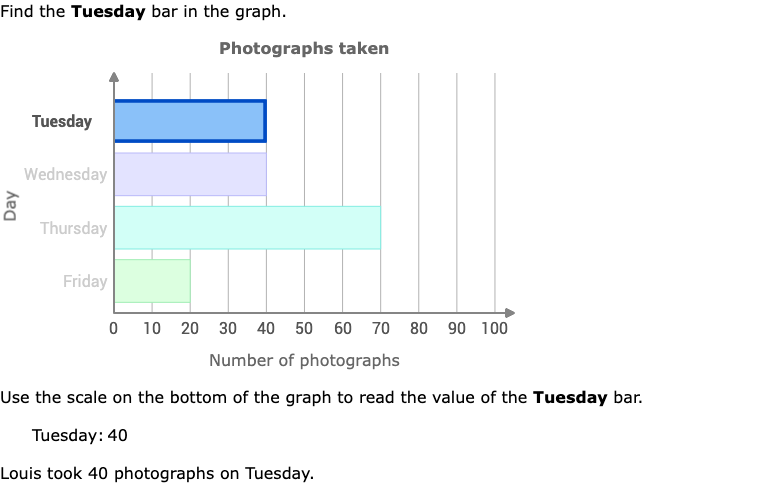 Find the Tuesday bar in the graph.
Photographs taken
Tuesday
Wednesday
Thursday
Friday
Day
0 10 20 30 40 50 60 70 80 90 100
Number of photographs
Use the scale on the bottom of the graph to read the value of the Tuesday bar.
Tuesday: 40
Louis took 40 photographs on Tuesday.